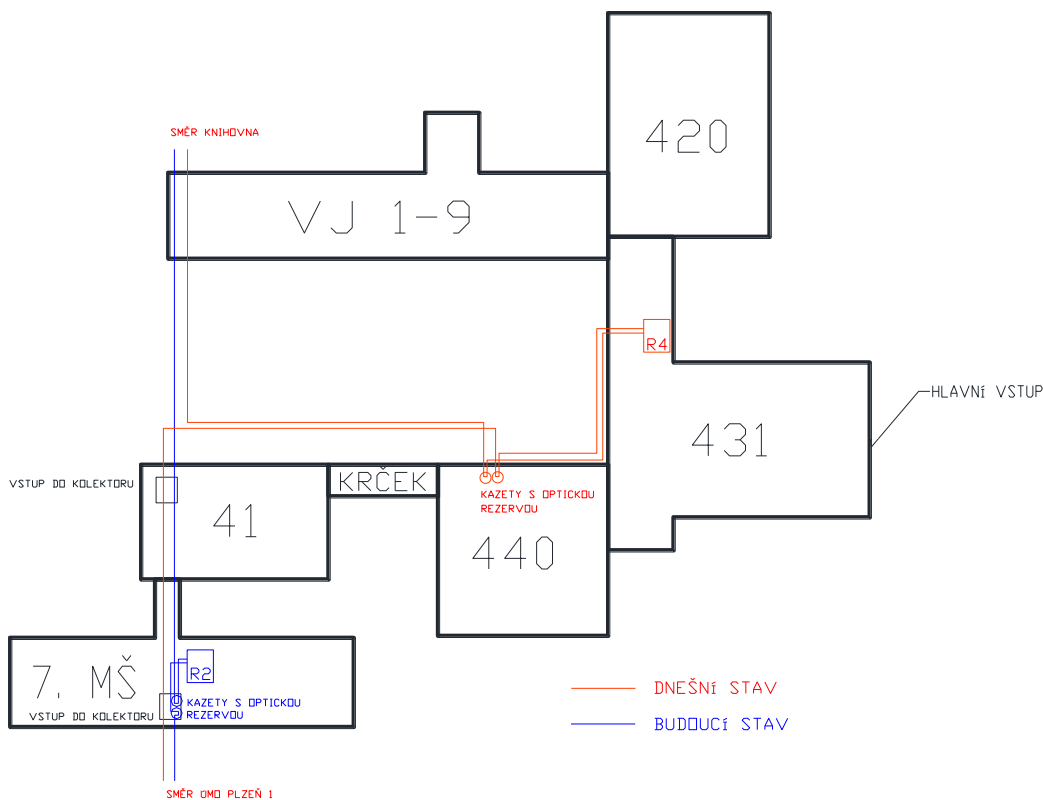 420
SMĚR KNIHOVNA
VJ 1-9
R4
HLAVNÍ VSTUP
431
KRČEK
VSTUP DO KOLEKTORU
KAZETY S OPTICKOU
REZERVOU
41
440
7. MŠ
R2
KAZETY S OPTICKOU
REZERVOU
VSTUP DO KOLEKTORU
DNEŠNÍ STAV
BUDOUCÍ STAV
SMĚR ÚMO PLZEŇ 1